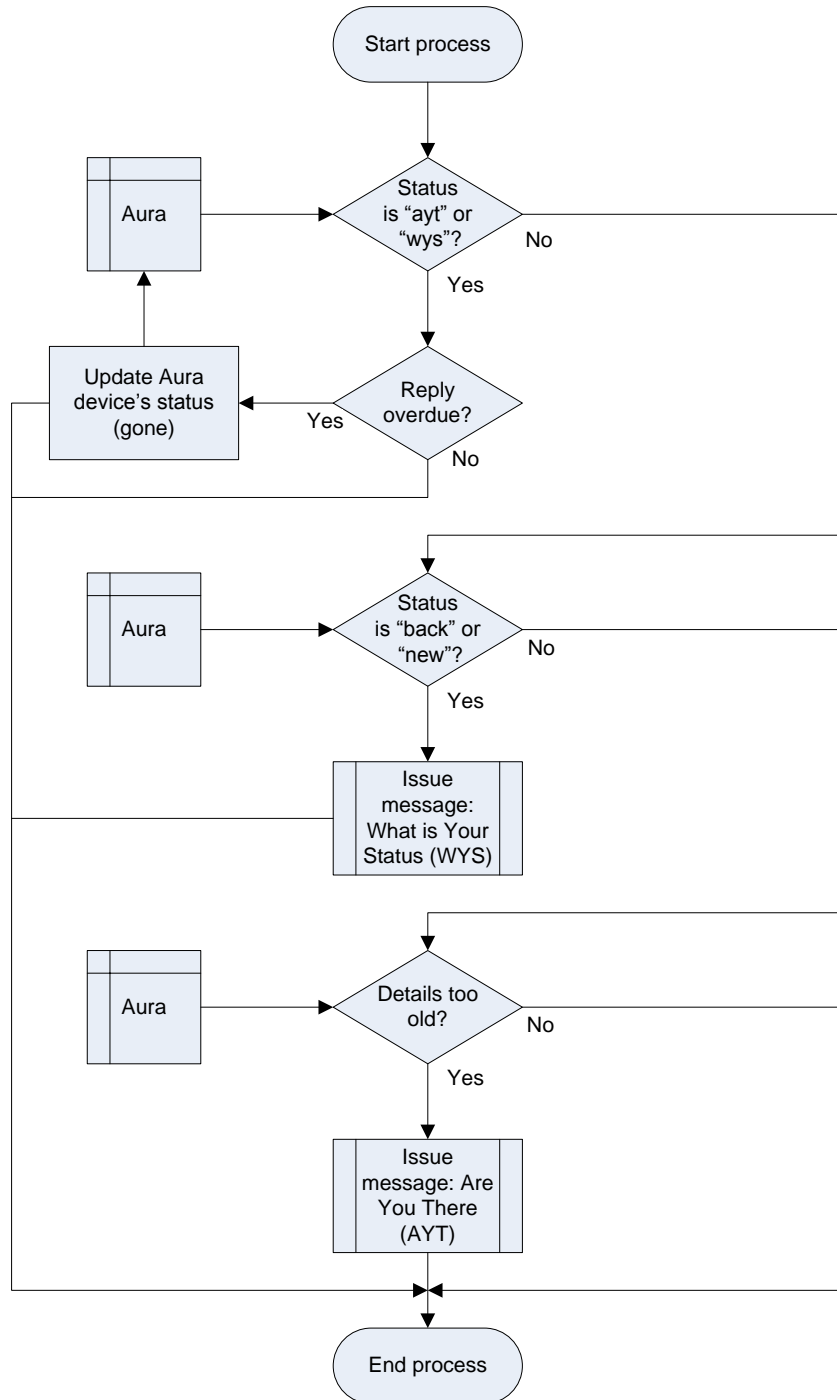 Start process
Status
is “ayt” or
“wys”?
Aura
No
Yes
Update Aura
device’s status
(gone)
Yes
Reply
overdue?
No
Aura
Status
is “back” or
“new”?
No
Yes
Issue
message:
What is Your
Status (WYS)
Aura
Details too
old?
No
Yes
Issue
message: Are
You There
(AYT)
End process